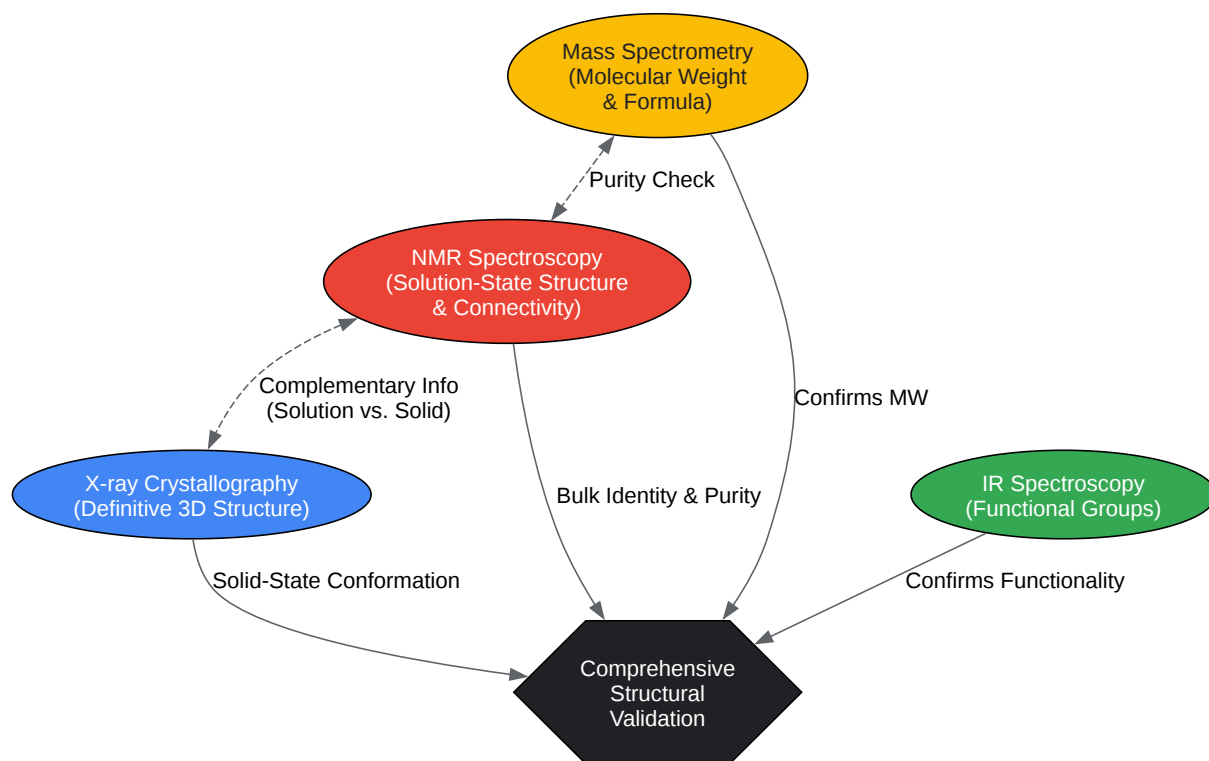 Mass Spectrometry
(Molecular Weight
& Formula)
Purity Check
NMR Spectroscopy
(Solution-State Structure
& Connectivity)
Complementary Info
(Solution vs. Solid)
Confirms MW
X-ray Crystallography
(Definitive 3D Structure)
Bulk Identity & Purity
IR Spectroscopy
(Functional Groups)
Solid-State Conformation
Confirms Functionality
Comprehensive
Structural
Validation